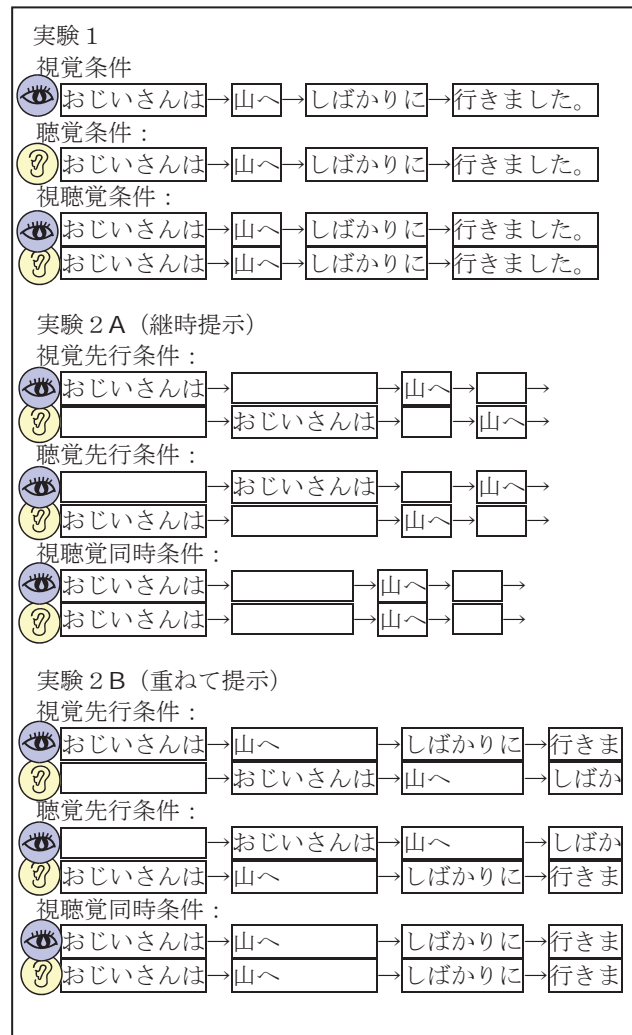 実験１
視覚条件
おじいさんは→山へ→しばかりに→行きました。
聴覚条件：
おじいさんは→山へ→しばかりに→行きました。
視聴覚条件：
おじいさんは→山へ→しばかりに→行きました。
おじいさんは→山へ→しばかりに→行きました。
実験２A（継時提示）
視覚先行条件：
おじいさんは→→山へ→→
→おじいさんは→→山へ→
聴覚先行条件：
→おじいさんは→→山へ→
おじいさんは→→山へ→→
視聴覚同時条件：
おじいさんは→→山へ→→
おじいさんは→→山へ→→
実験２B（重ねて提示）
視覚先行条件：
おじいさんは→山へ→しばかりに→行きま
→おじいさんは→山へ→しばか
聴覚先行条件：
→おじいさんは→山へ→しばか
おじいさんは→山へ→しばかりに→行きま
視聴覚同時条件：
おじいさんは→山へ→しばかりに→行きま
おじいさんは→山へ→しばかりに→行きま